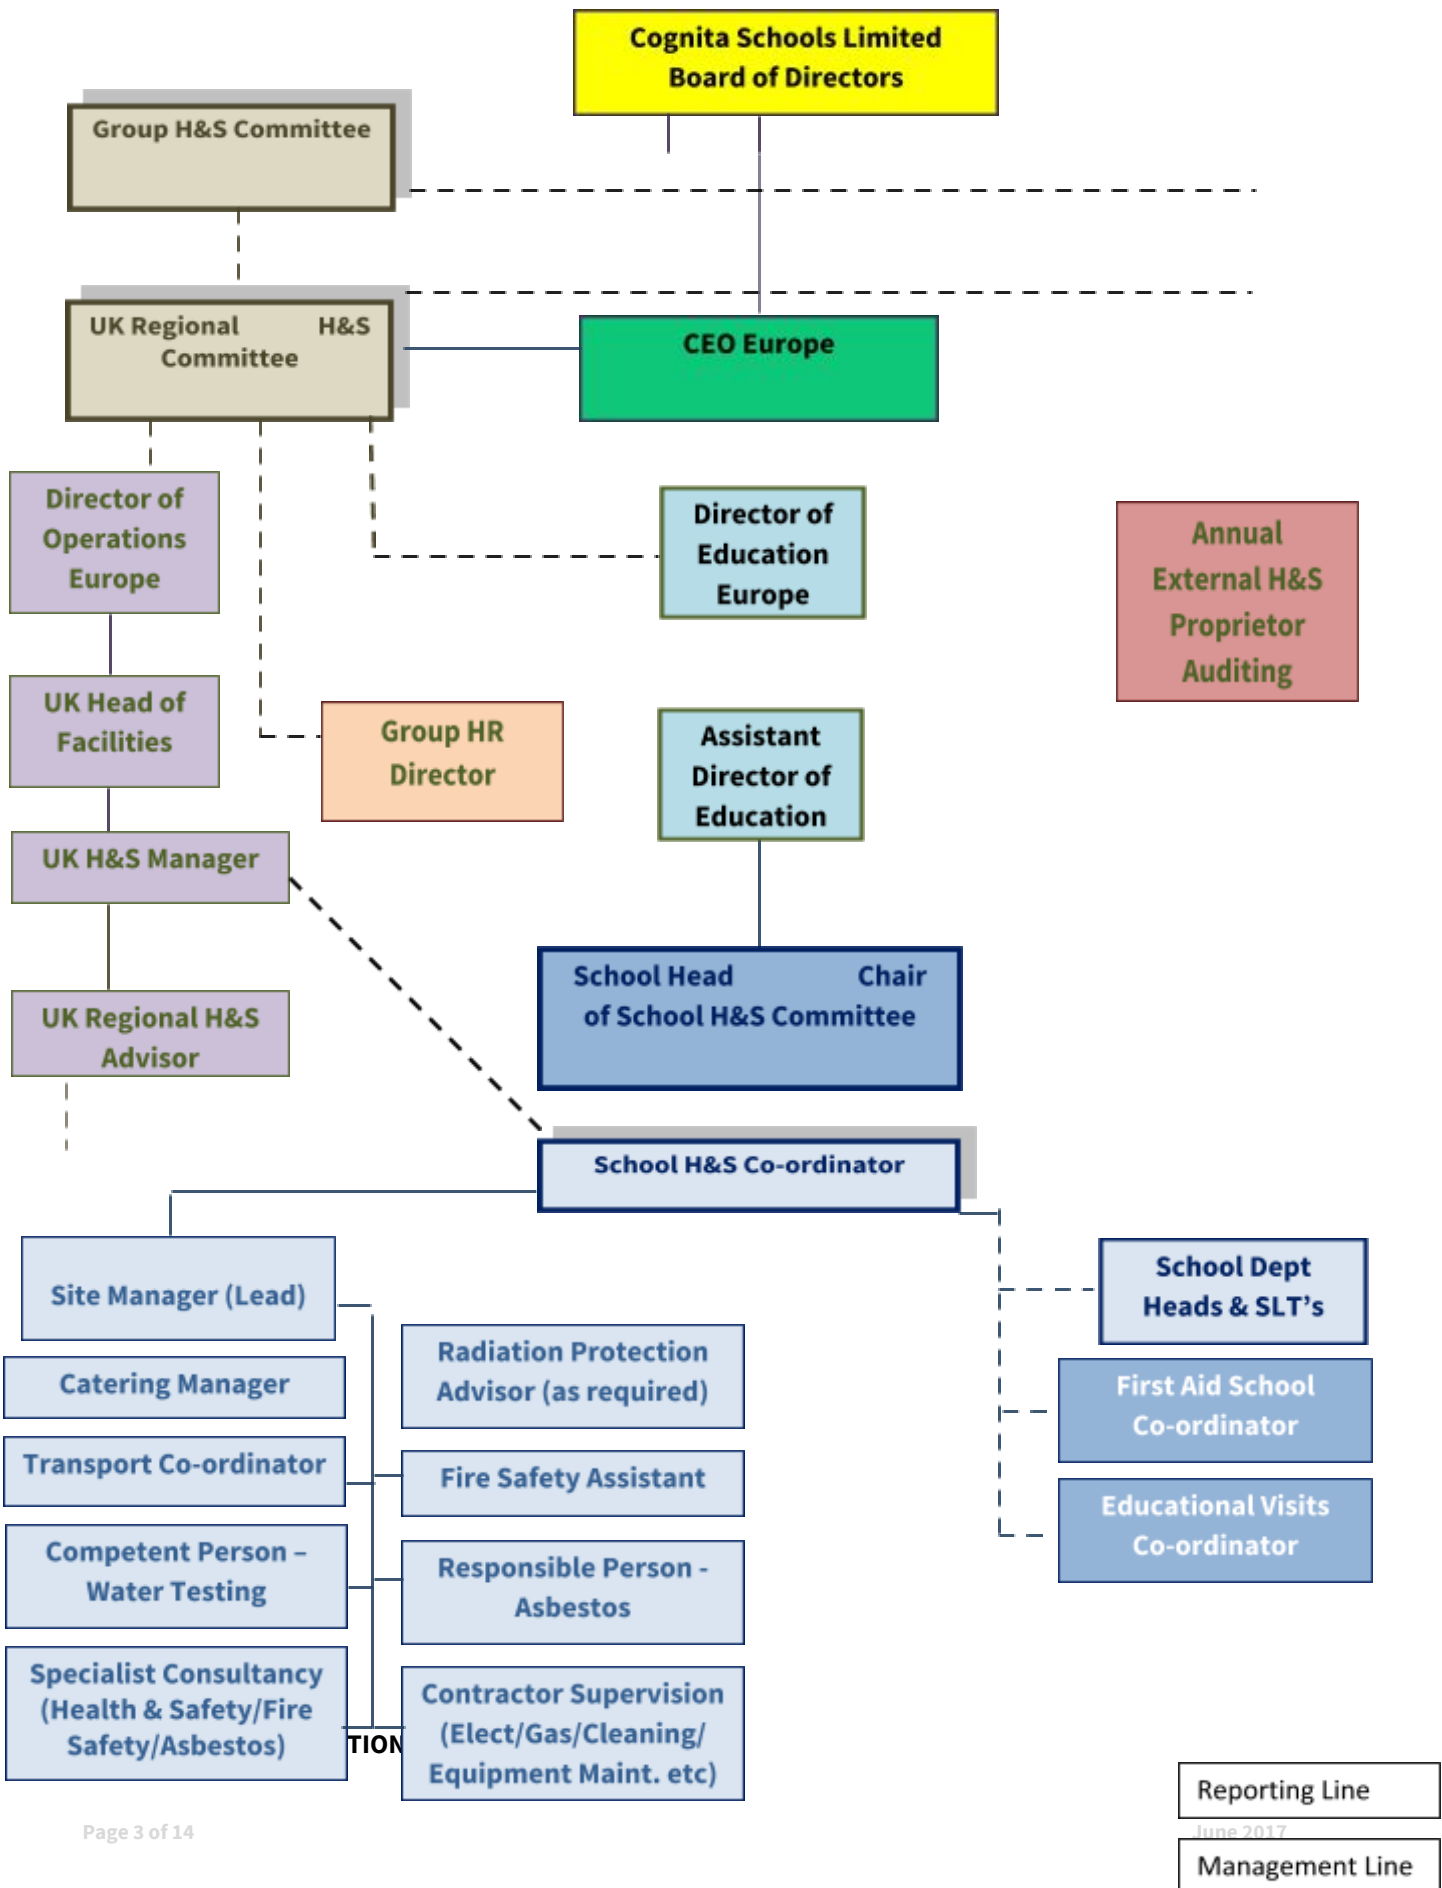 Cognita Schools Limited
Board of Directors
Group H&S Committee
UK Regional H&S
Committee
CEO Europe
Director of
Operations
Europe
Director of
Education
Europe
Annual
External H&S
Proprietor
Auditing
UK Head of
Facilities
Group HR
Director
Assistant
Director of
Education
UK H&S Manager
School Head Chair
of School H&S Committee
UK Regional H&S
Advisor
School H&S Co-ordinator
Site Manager (Lead)
School Dept
Heads & SLT’s
Radiation Protection
Advisor (as required)
Catering Manager
First Aid School
Co-ordinator
Transport Co-ordinator
Fire Safety Assistant
Educational Visits
Co-ordinator
Competent Person –
Water Testing
Responsible Person -
Asbestos
Specialist Consultancy
(Health & Safety/Fire
Safety/Asbestos)
TION
Contractor Supervision
(Elect/Gas/Cleaning/
Equipment Maint. etc)
Reporting Line
Page 3 of 14
June 2017
Management Line